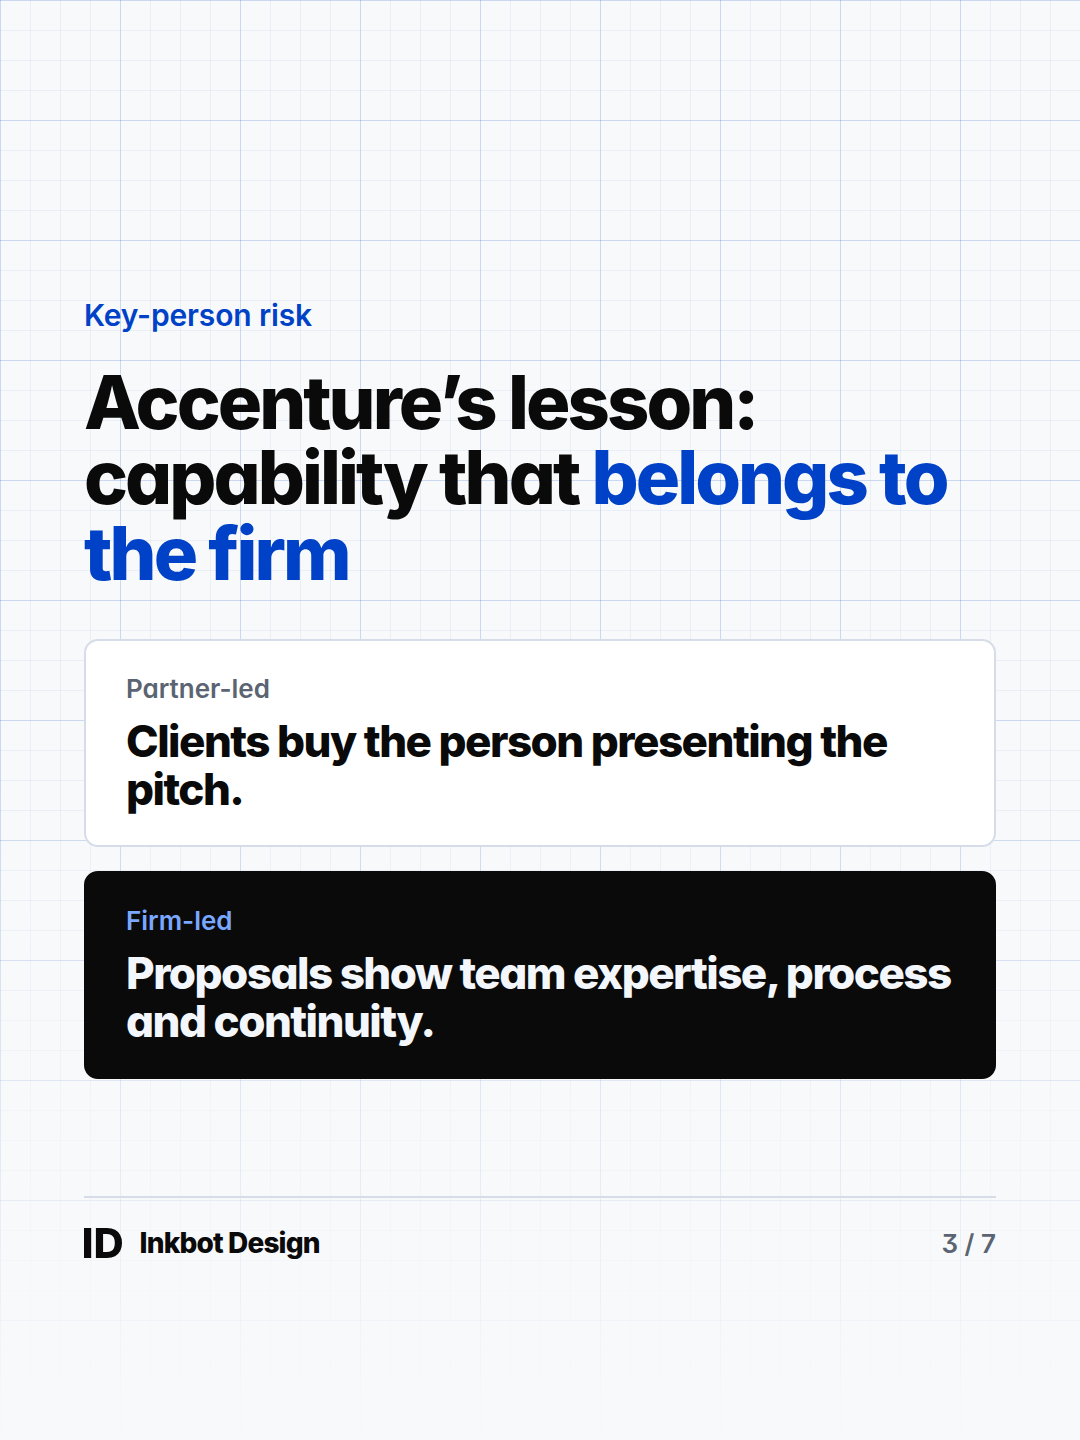 Key-person risk
Accenture’s lesson:
capability that belongs to
the firm
Partner-led
Clients buy the person presenting the
pitch.
Firm-led
Proposals show team expertise, process
and continuity.
ID Inkbot Design
3 / 7